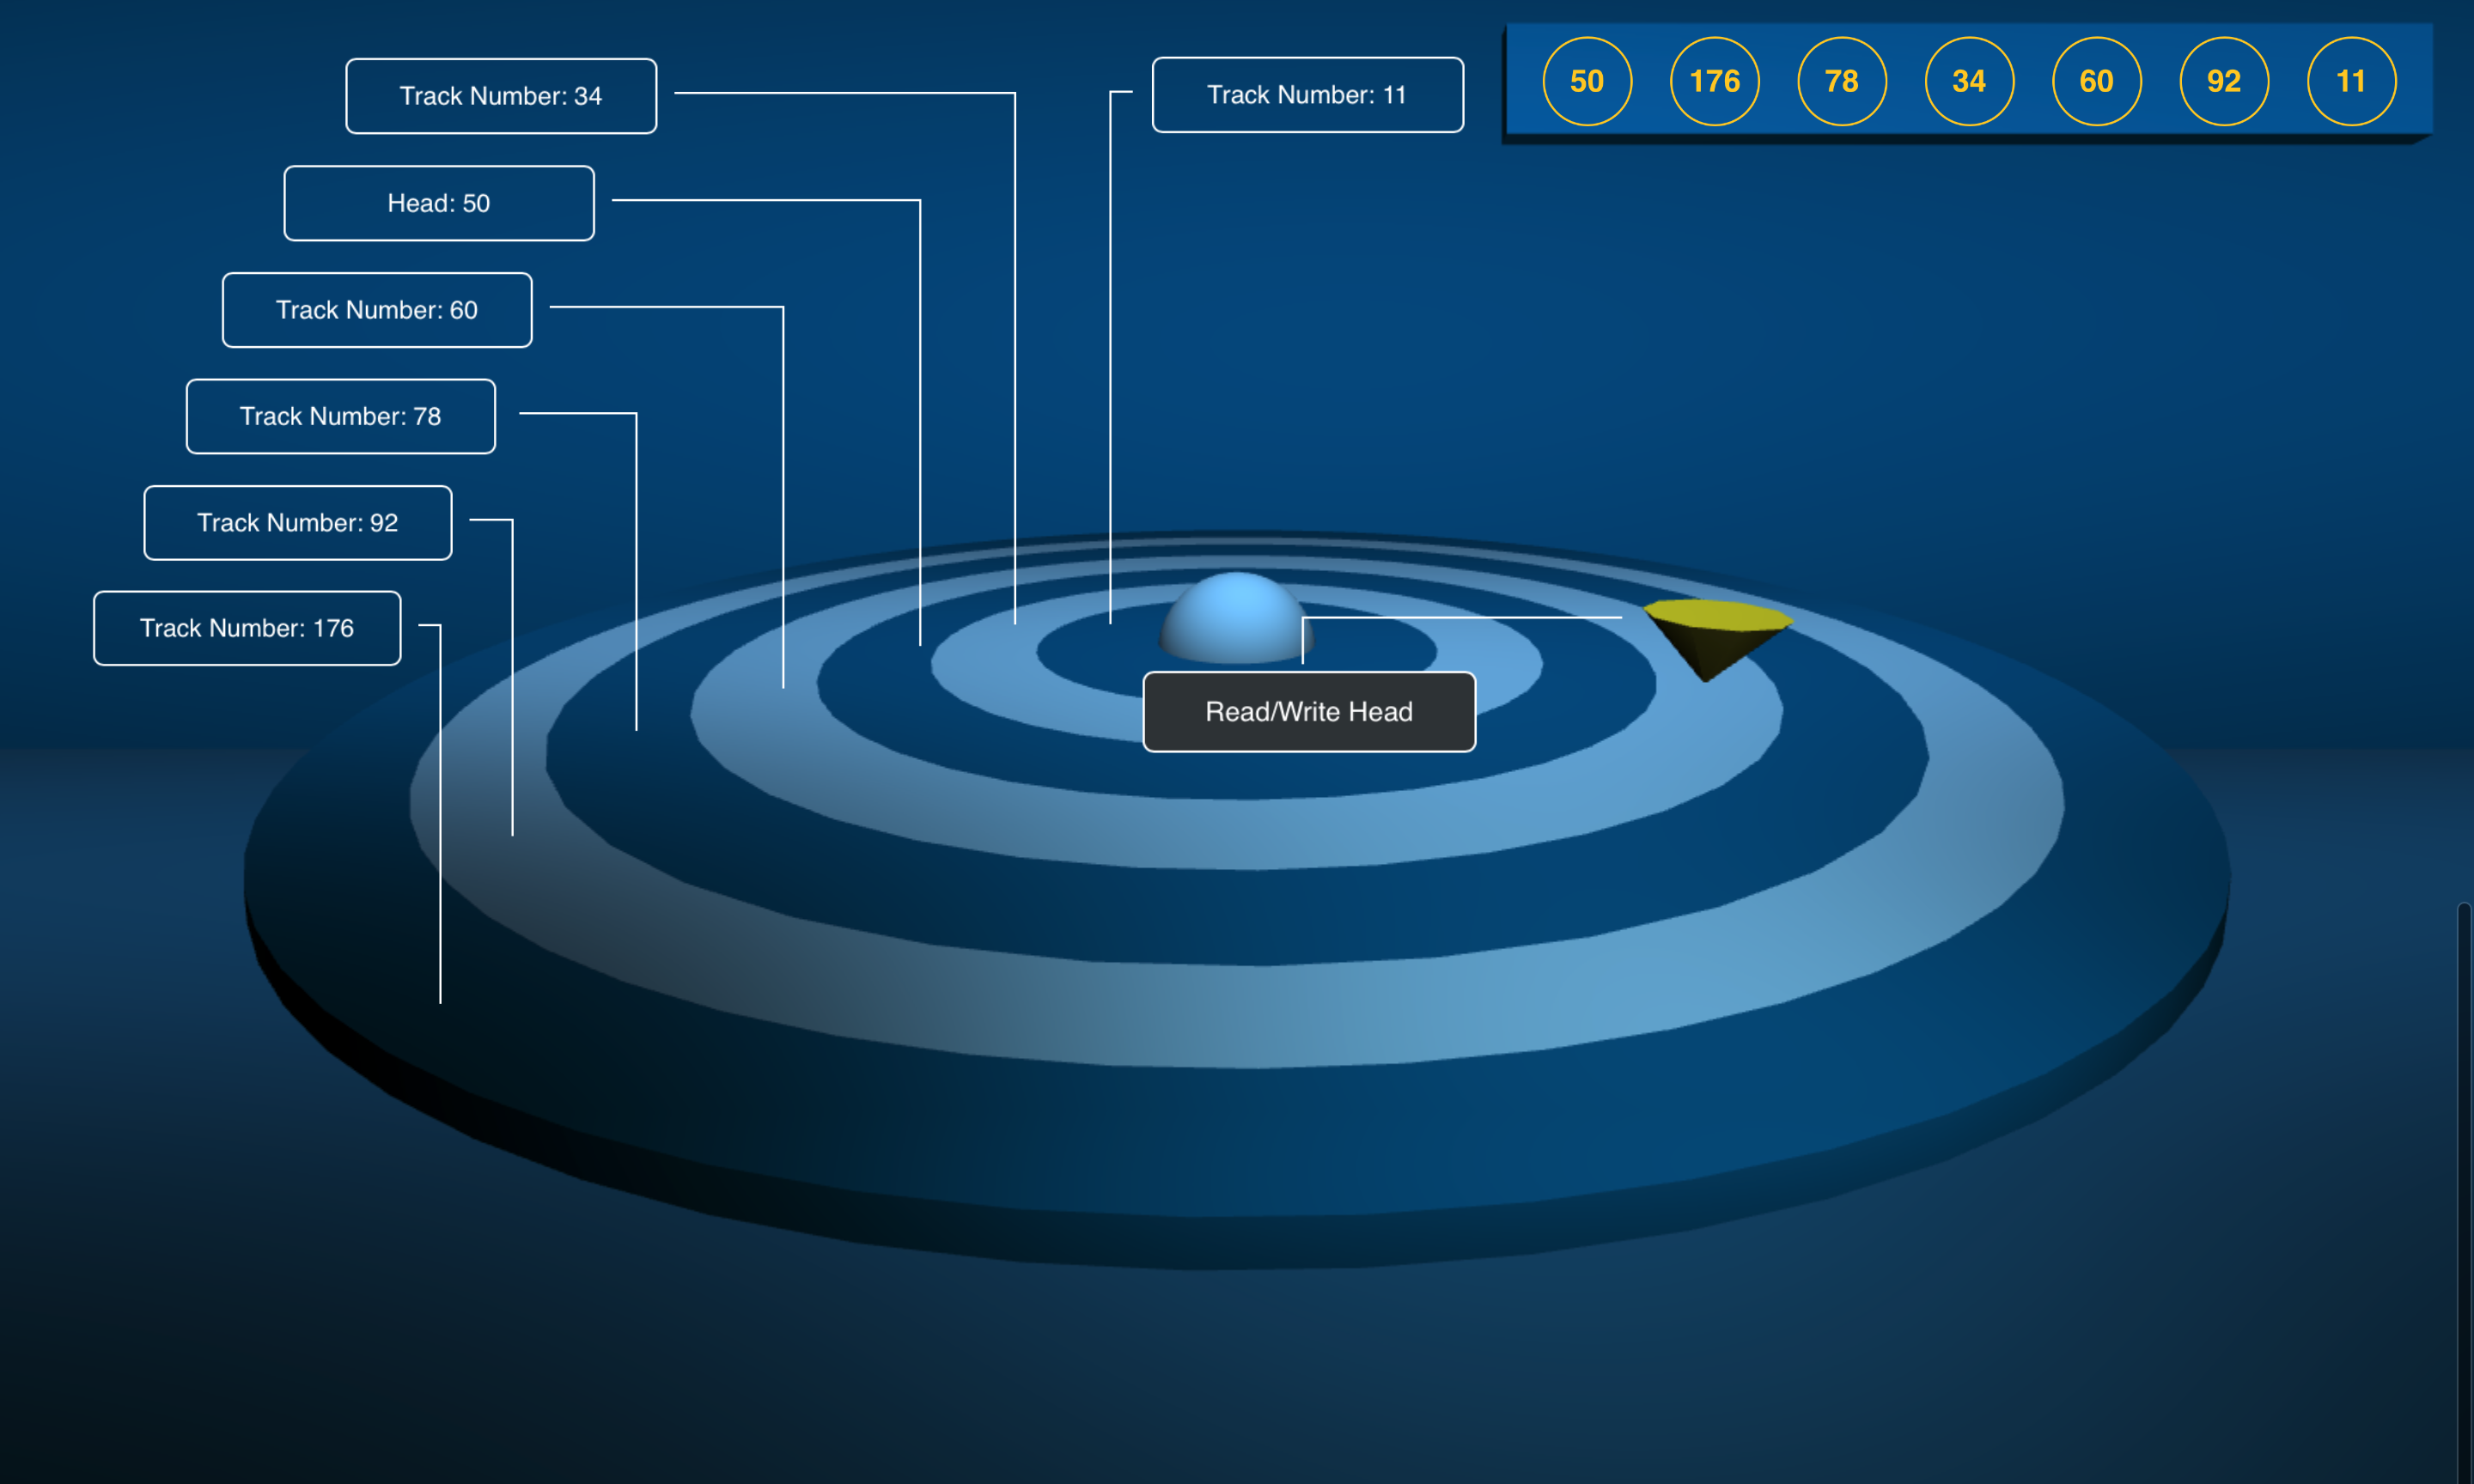 Track Number: 34
Track Number: 11
50 176 78 34 60 92 11
Head: 50
Track Number: 60
Track Number: 78
Track Number: 92
Track Number: 176
Read/Write Head